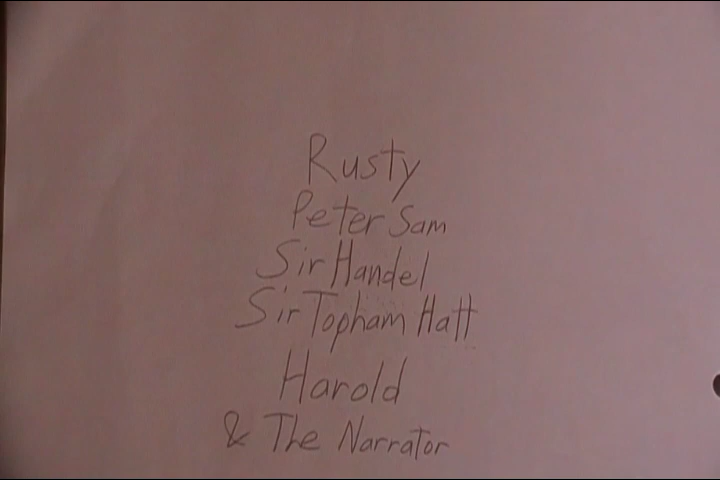 Rusty
Peter Sam
Sir Handel
Sir Topham Hatt
Harold
& The Narrator